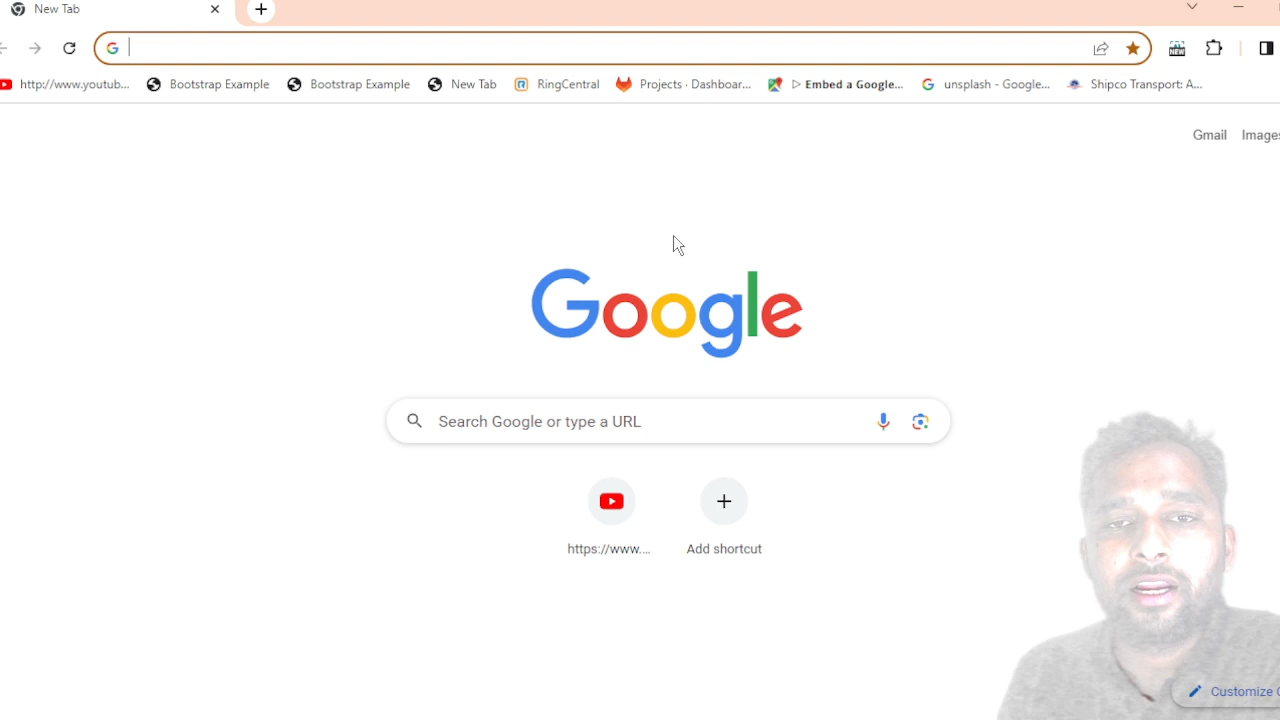 New Tab
http://www.youtub... Bootstrap Example Bootstrap Example New Tab RingCentral Projects · Dashboar... ▷ Embed a Google... unsplash - Google... Shipco Transport: A...
Gmail Images
Google
Search Google or type a URL
https://www.... Add shortcut
Customize